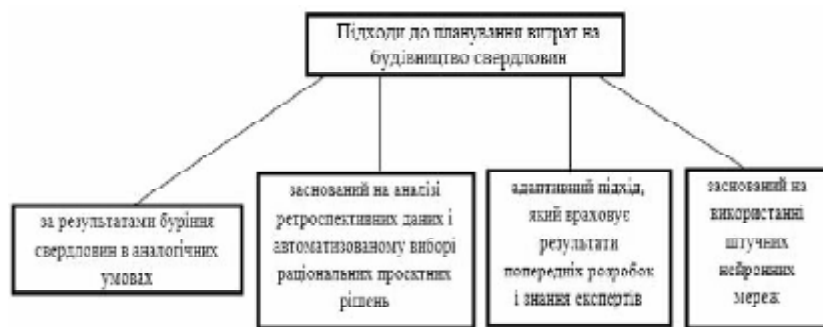 Підходи до планування витрат на
будівництво свердловин
за результатами буріння
свердловин в аналогічних
умовах
заснований на аналізі
ретроспективних даних і
автоматизованому виборі
раціональних проєктних
рішень
адаптивний підхід,
який враховує
результати
попередніх розробок
і знання експертів
заснований на
використанні
штучних
нейронних
мереж